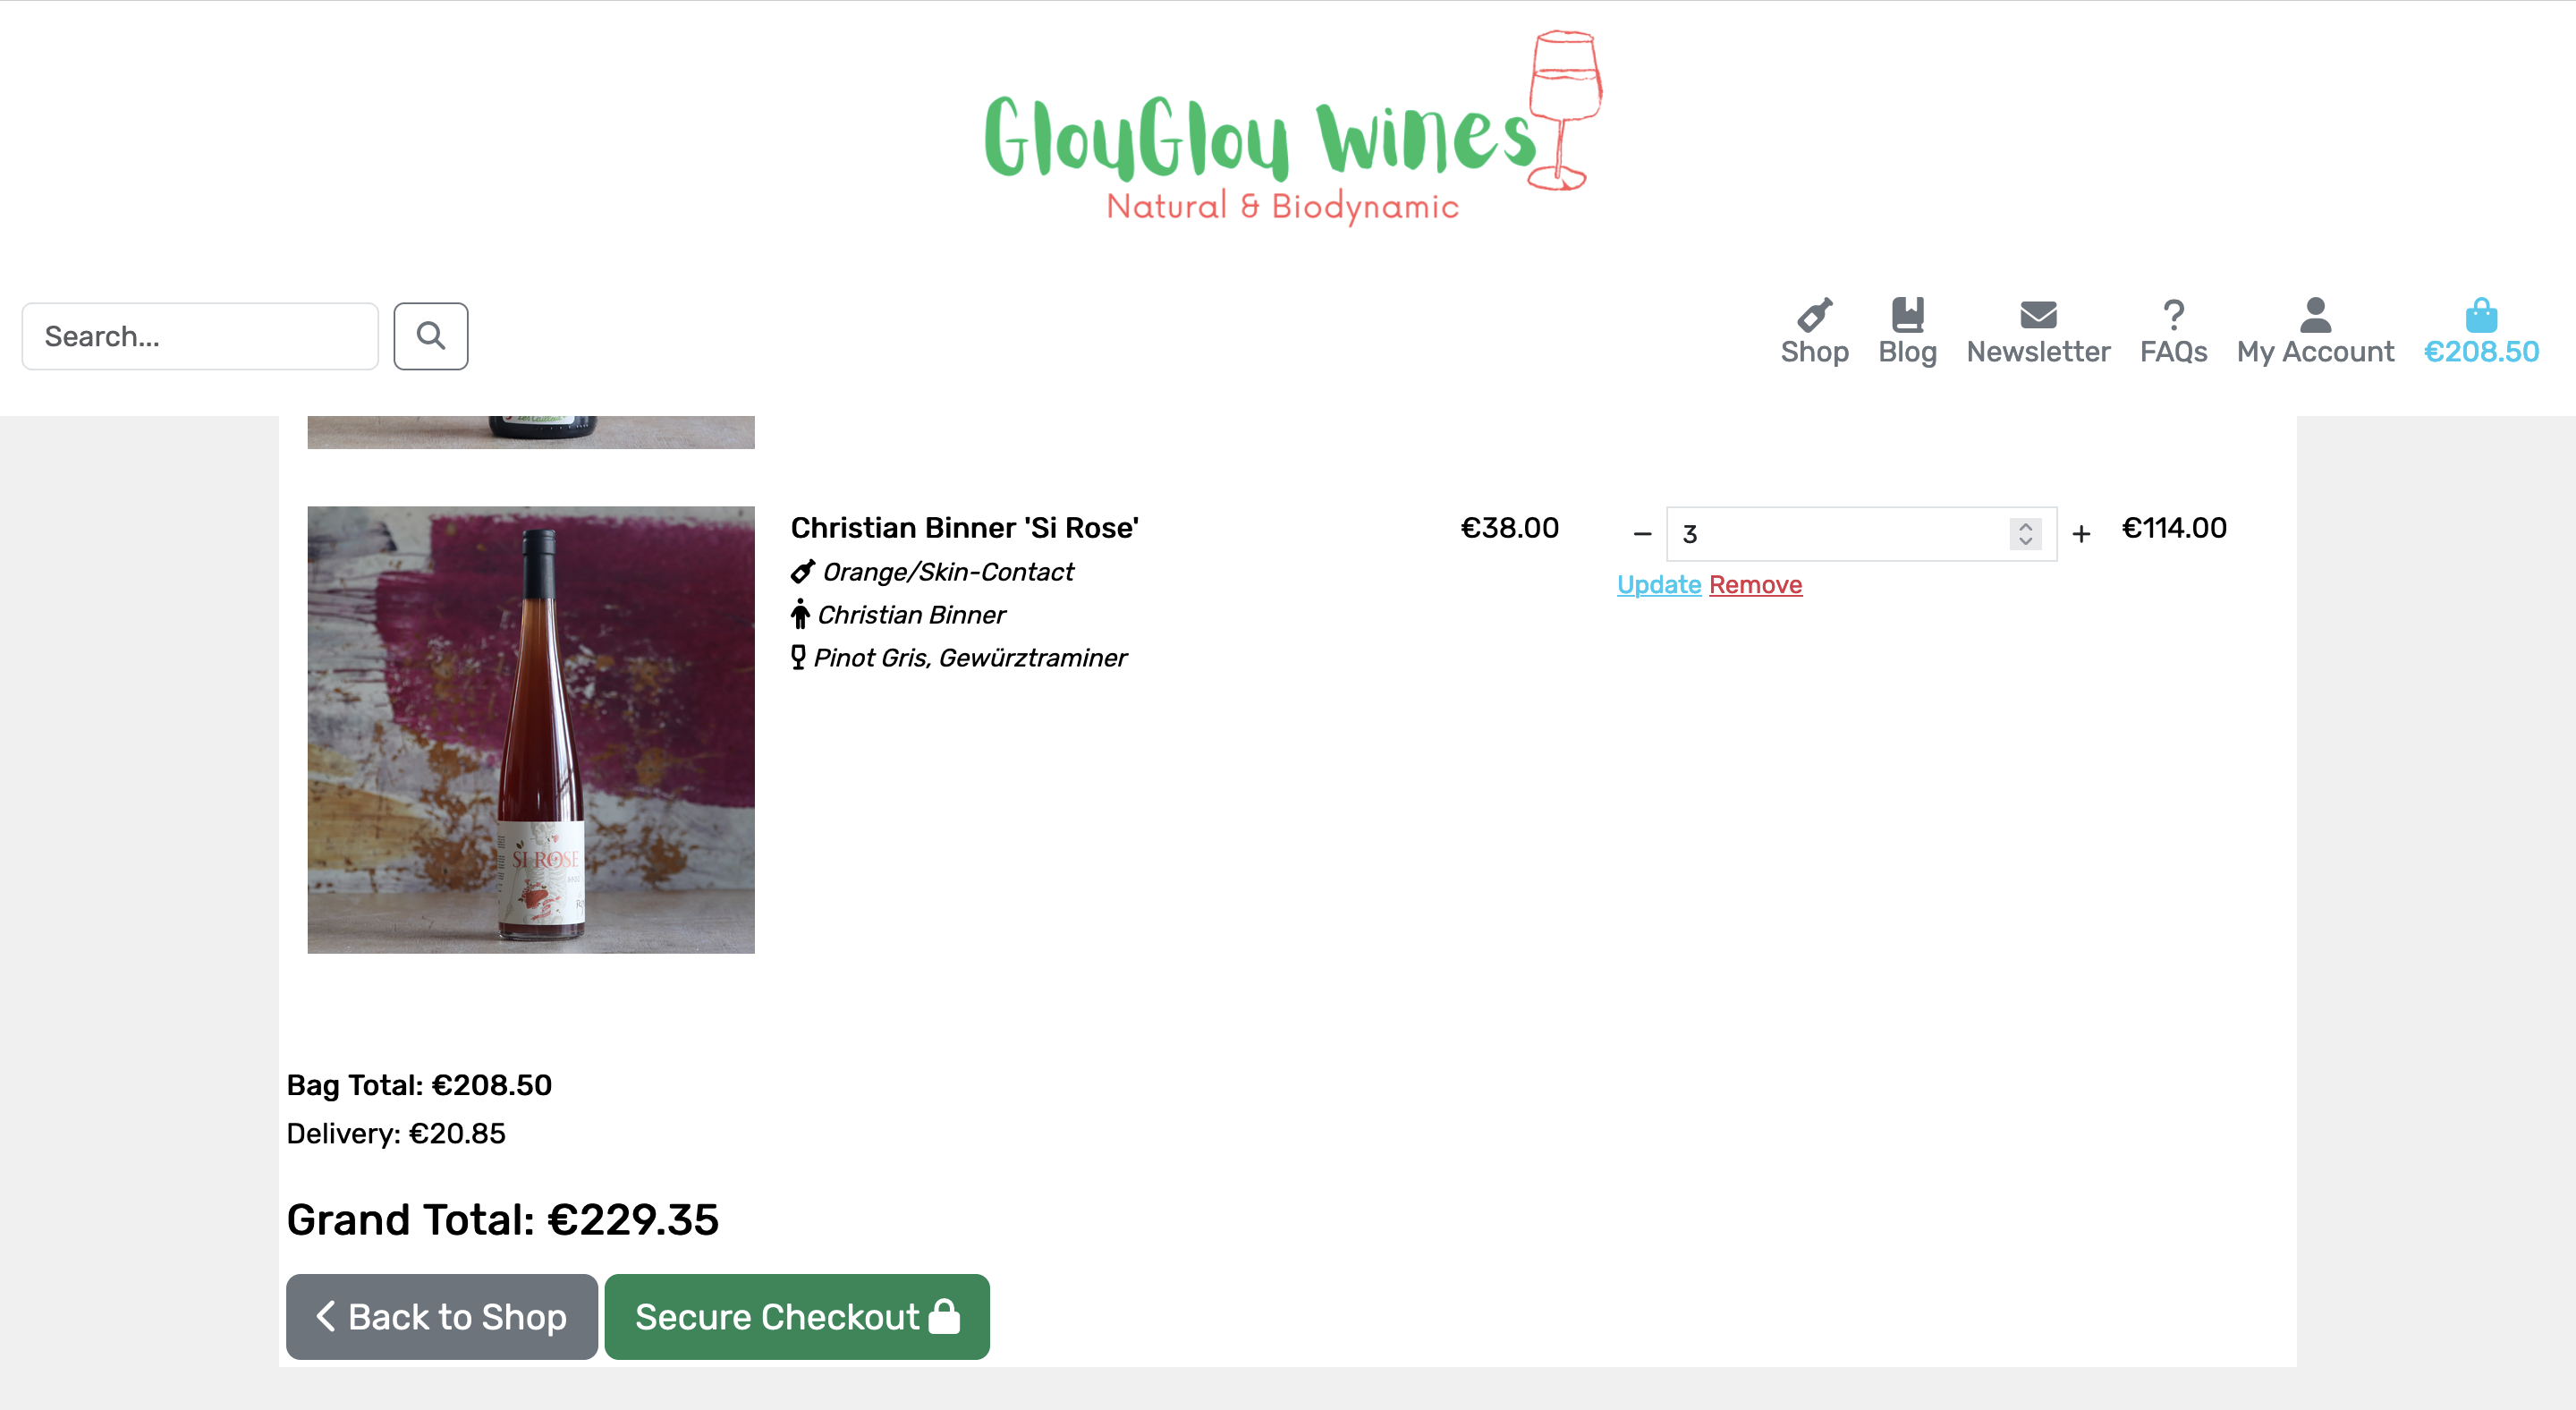 GlouGlou Wines
Natural & Biodynamic
Search...
Shop
Blog
Newsletter
FAQs
My Account
€208.50
Christian Binner 'Si Rose'
€38.00
3
€114.00
Orange/Skin-Contact
Update Remove
Christian Binner
Pinot Gris, Gewürztraminer
SI ROSE
Bag Total: €208.50
Delivery: €20.85
Grand Total: €229.35
Back to Shop
Secure Checkout